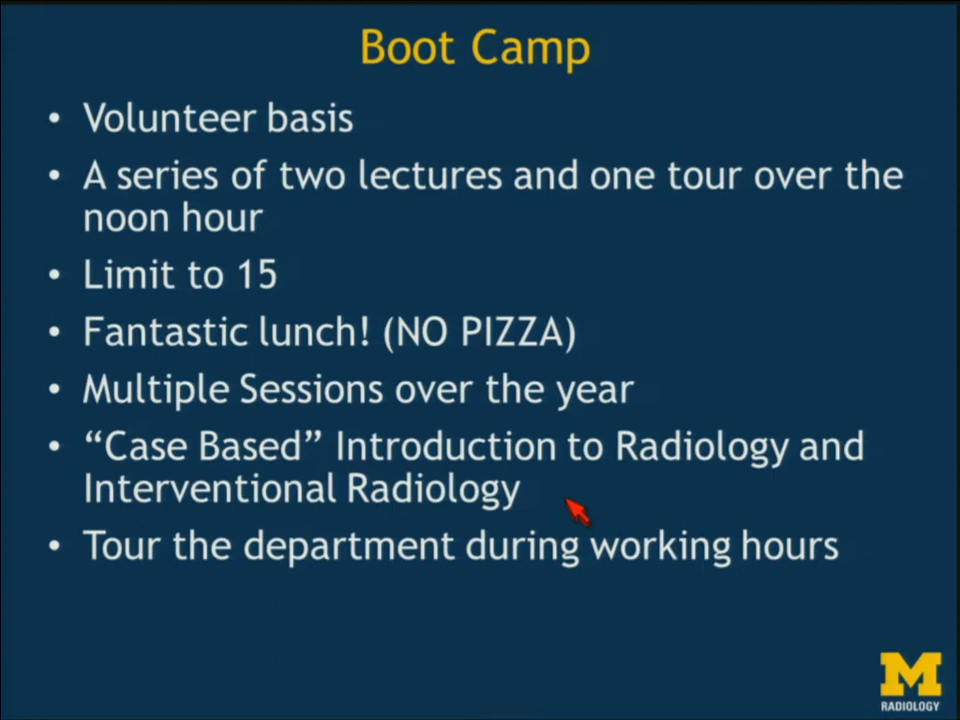 Boot Camp
• Volunteer basis
• A series of two lectures and one tour over the
noon hour
• Limit to 15
• Fantastic lunch! (NO PIZZA)
• Multiple Sessions over the year
• “Case Based” Introduction to Radiology and
Interventional Radiology
• Tour the department during working hours
M
RADIOLOGY